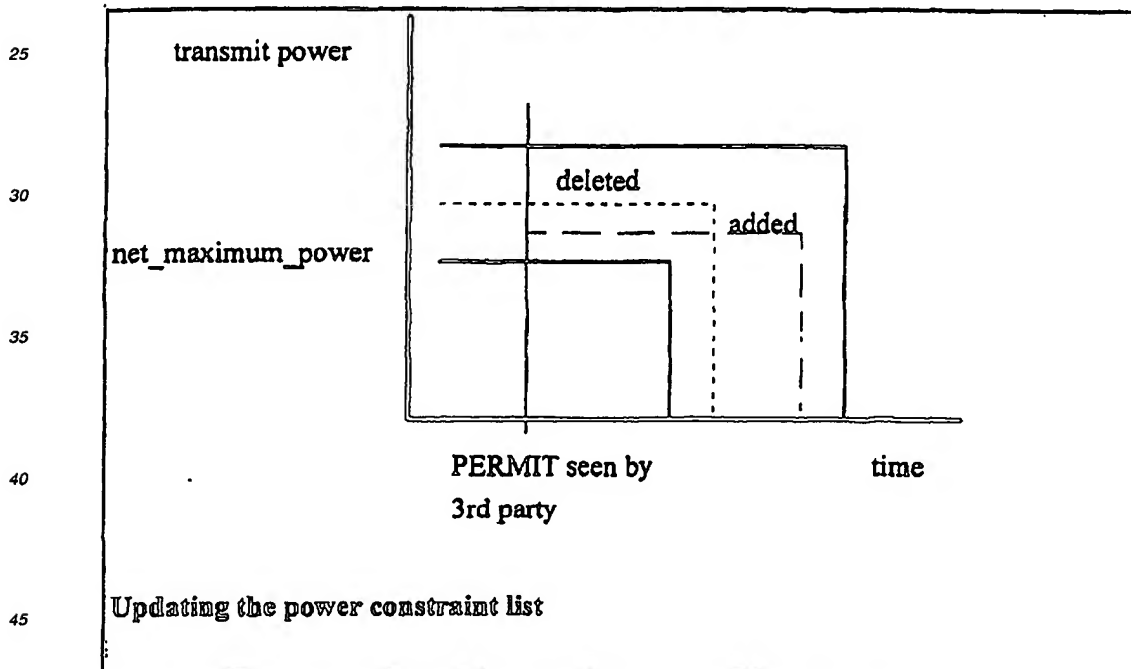 25
transmit power
deleted
30
added
net_maximum_power
35
PERMIT seen by
time
40
3rd party
Updating the power constraint list
45